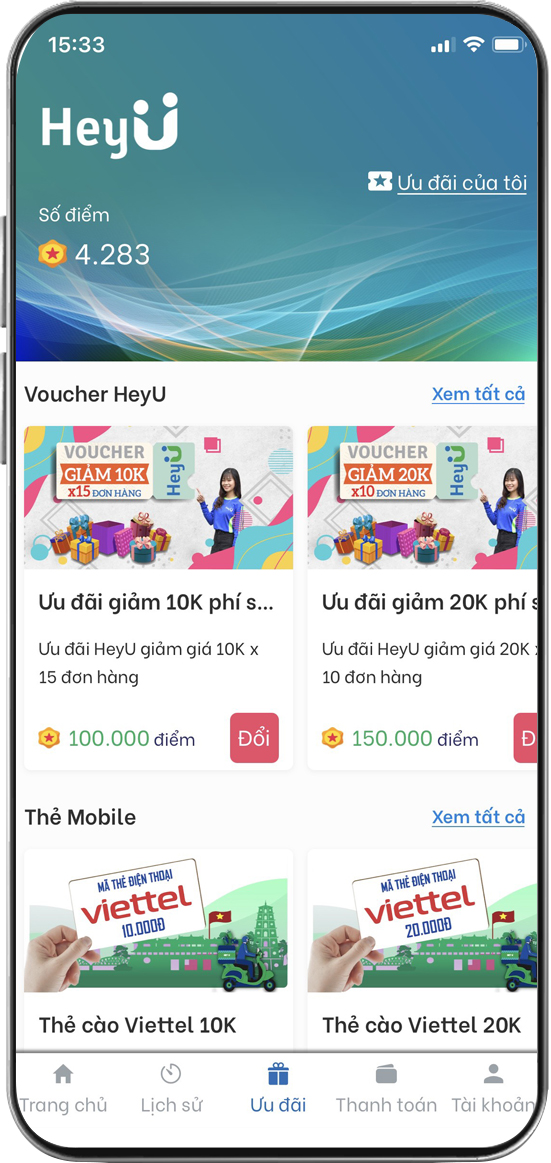 15:33
HeyU
Ưu đãi của tôi
Số điểm
4.283
Voucher HeyU
Xem tất cả
VOUCHER
GIẢM 10K
x15 ĐƠN HÀNG
HeyU
VOUCHER
GIẢM 20K
x10 ĐƠN HÀNG
HeyU
Ưu đãi giảm 10K phí s...
Ưu đãi giảm 20K phí s
Ưu đãi HeyU giảm giá 10K x
15 đơn hàng
Ưu đãi HeyU giảm giá 20K x
10 đơn hàng
100.000 điểm
Đổi
150.000 điểm
Đ
Thẻ Mobile
Xem tất cả
MÃ THẺ ĐIỆN THOẠI
viettel
10.000Đ
MÃ THẺ ĐIỆN THOẠI
viettel
20.000Đ
Thẻ cào Viettel 10K
Thẻ cào Viettel 20K
Trang chủ
Lịch sử
Ưu đãi
Thanh toán
Tài khoản